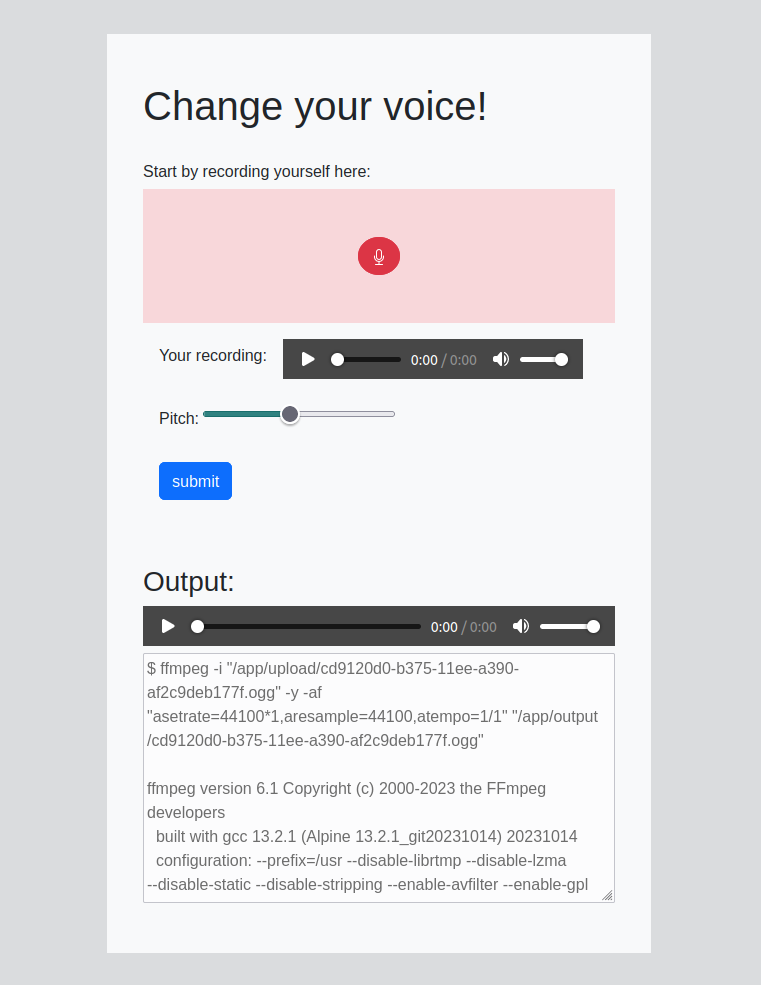 Change your voice!
Start by recording yourself here:
Your recording:
0:00 / 0:00
Pitch:
submit
Output:
0:00 / 0:00
$ ffmpeg -i "/app/upload/cd9120d0-b375-11ee-a390-
af2c9deb177f.ogg" -y -af
"asetrate=44100*1,aresample=44100,atempo=1/1" "/app/output
/cd9120d0-b375-11ee-a390-af2c9deb177f.ogg"
ffmpeg version 6.1 Copyright (c) 2000-2023 the FFmpeg
developers
built with gcc 13.2.1 (Alpine 13.2.1_git20231014) 20231014
configuration: --prefix=/usr --disable-librtmp --disable-lzma
--disable-static --disable-stripping --enable-avfilter --enable-gpl